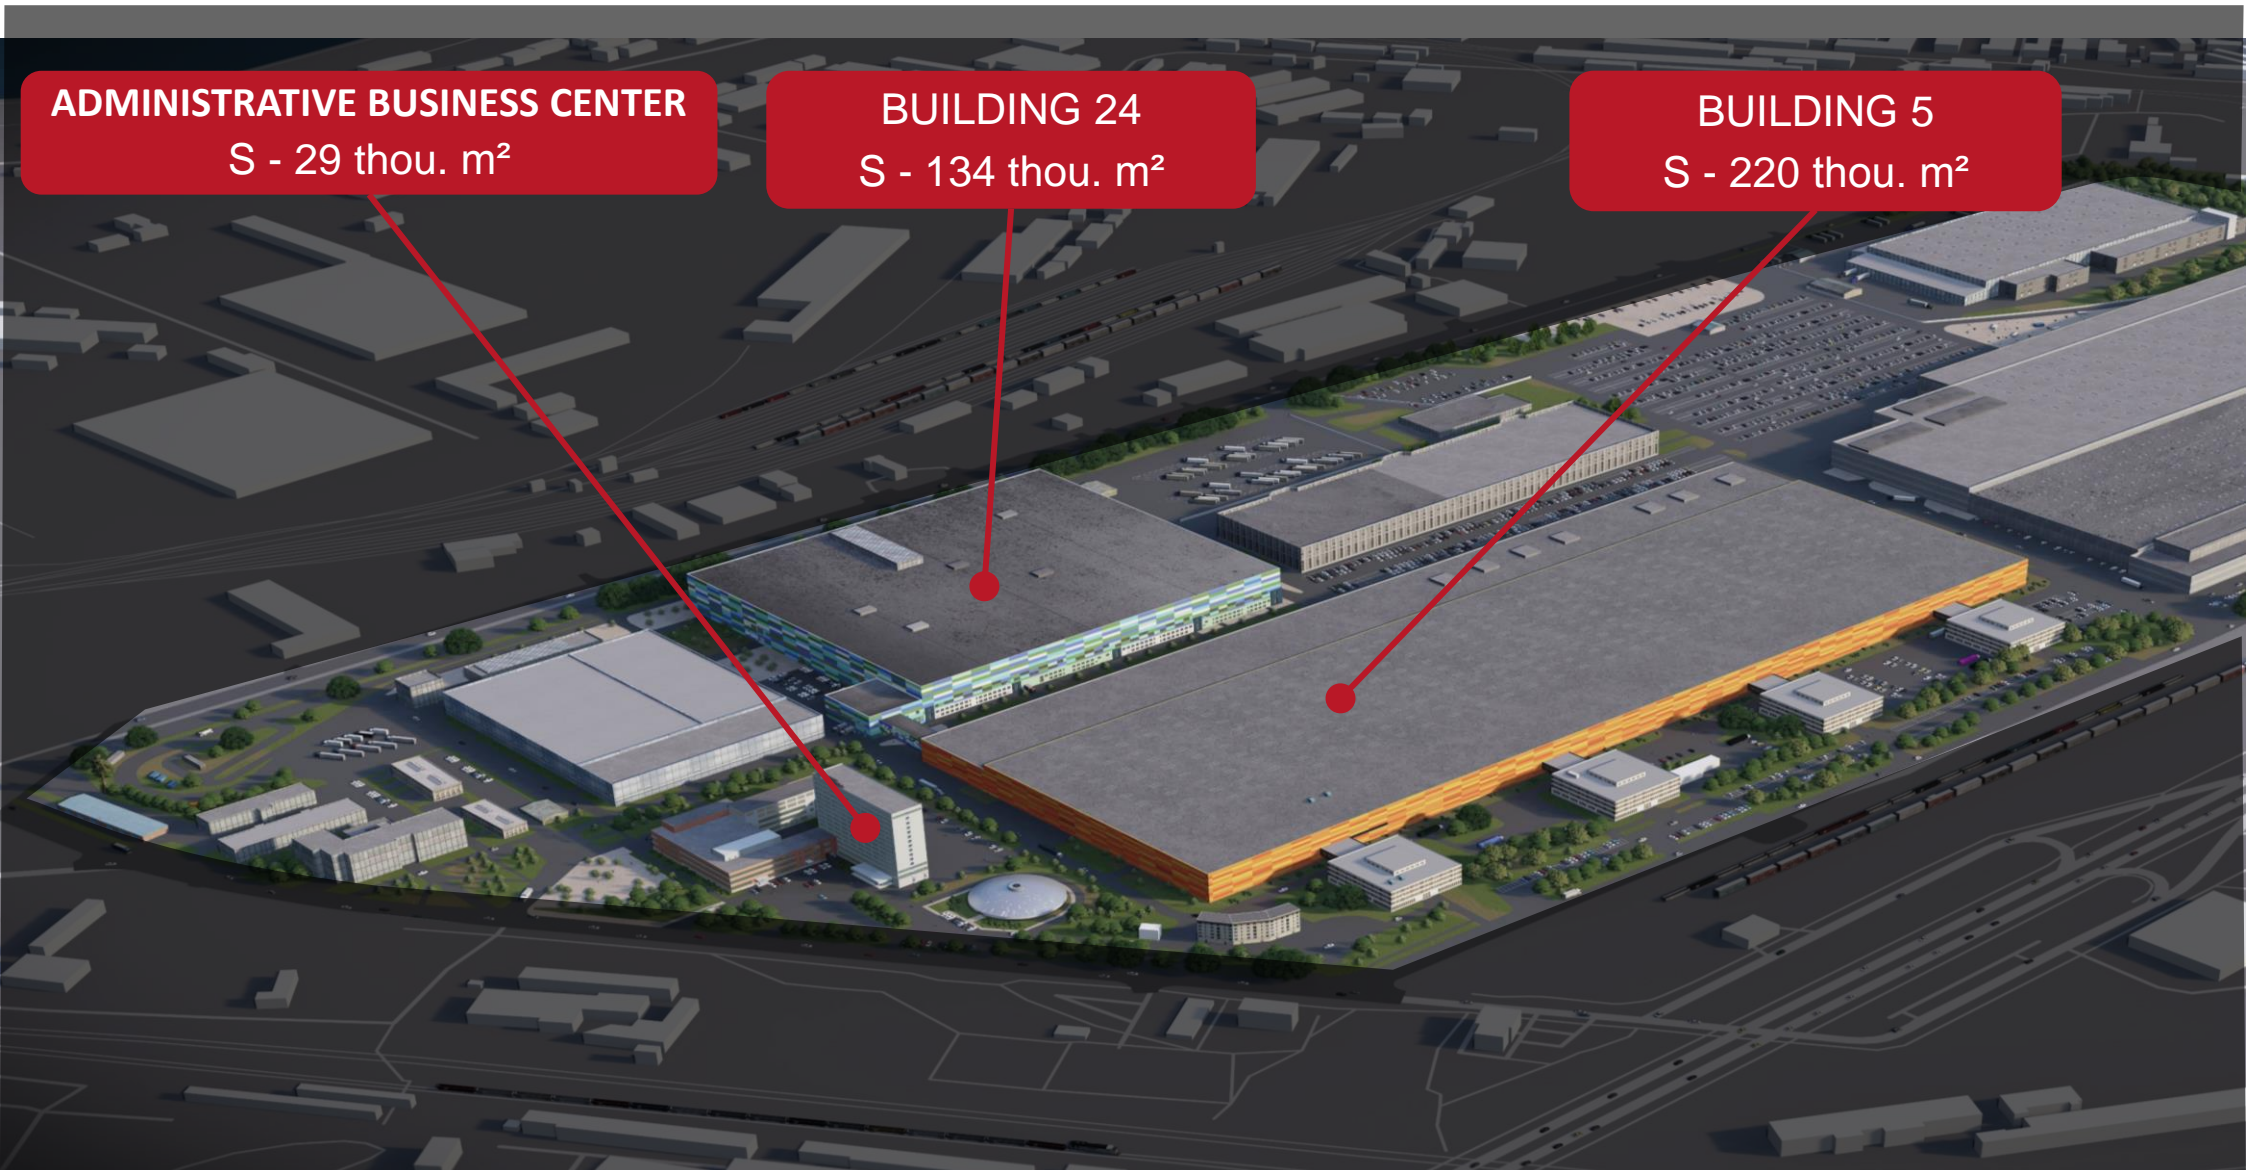 ADMINISTRATIVE BUSINESS CENTER
S - 29 thou. m²
BUILDING 24
S - 134 thou. m²
BUILDING 5
S - 220 thou. m²